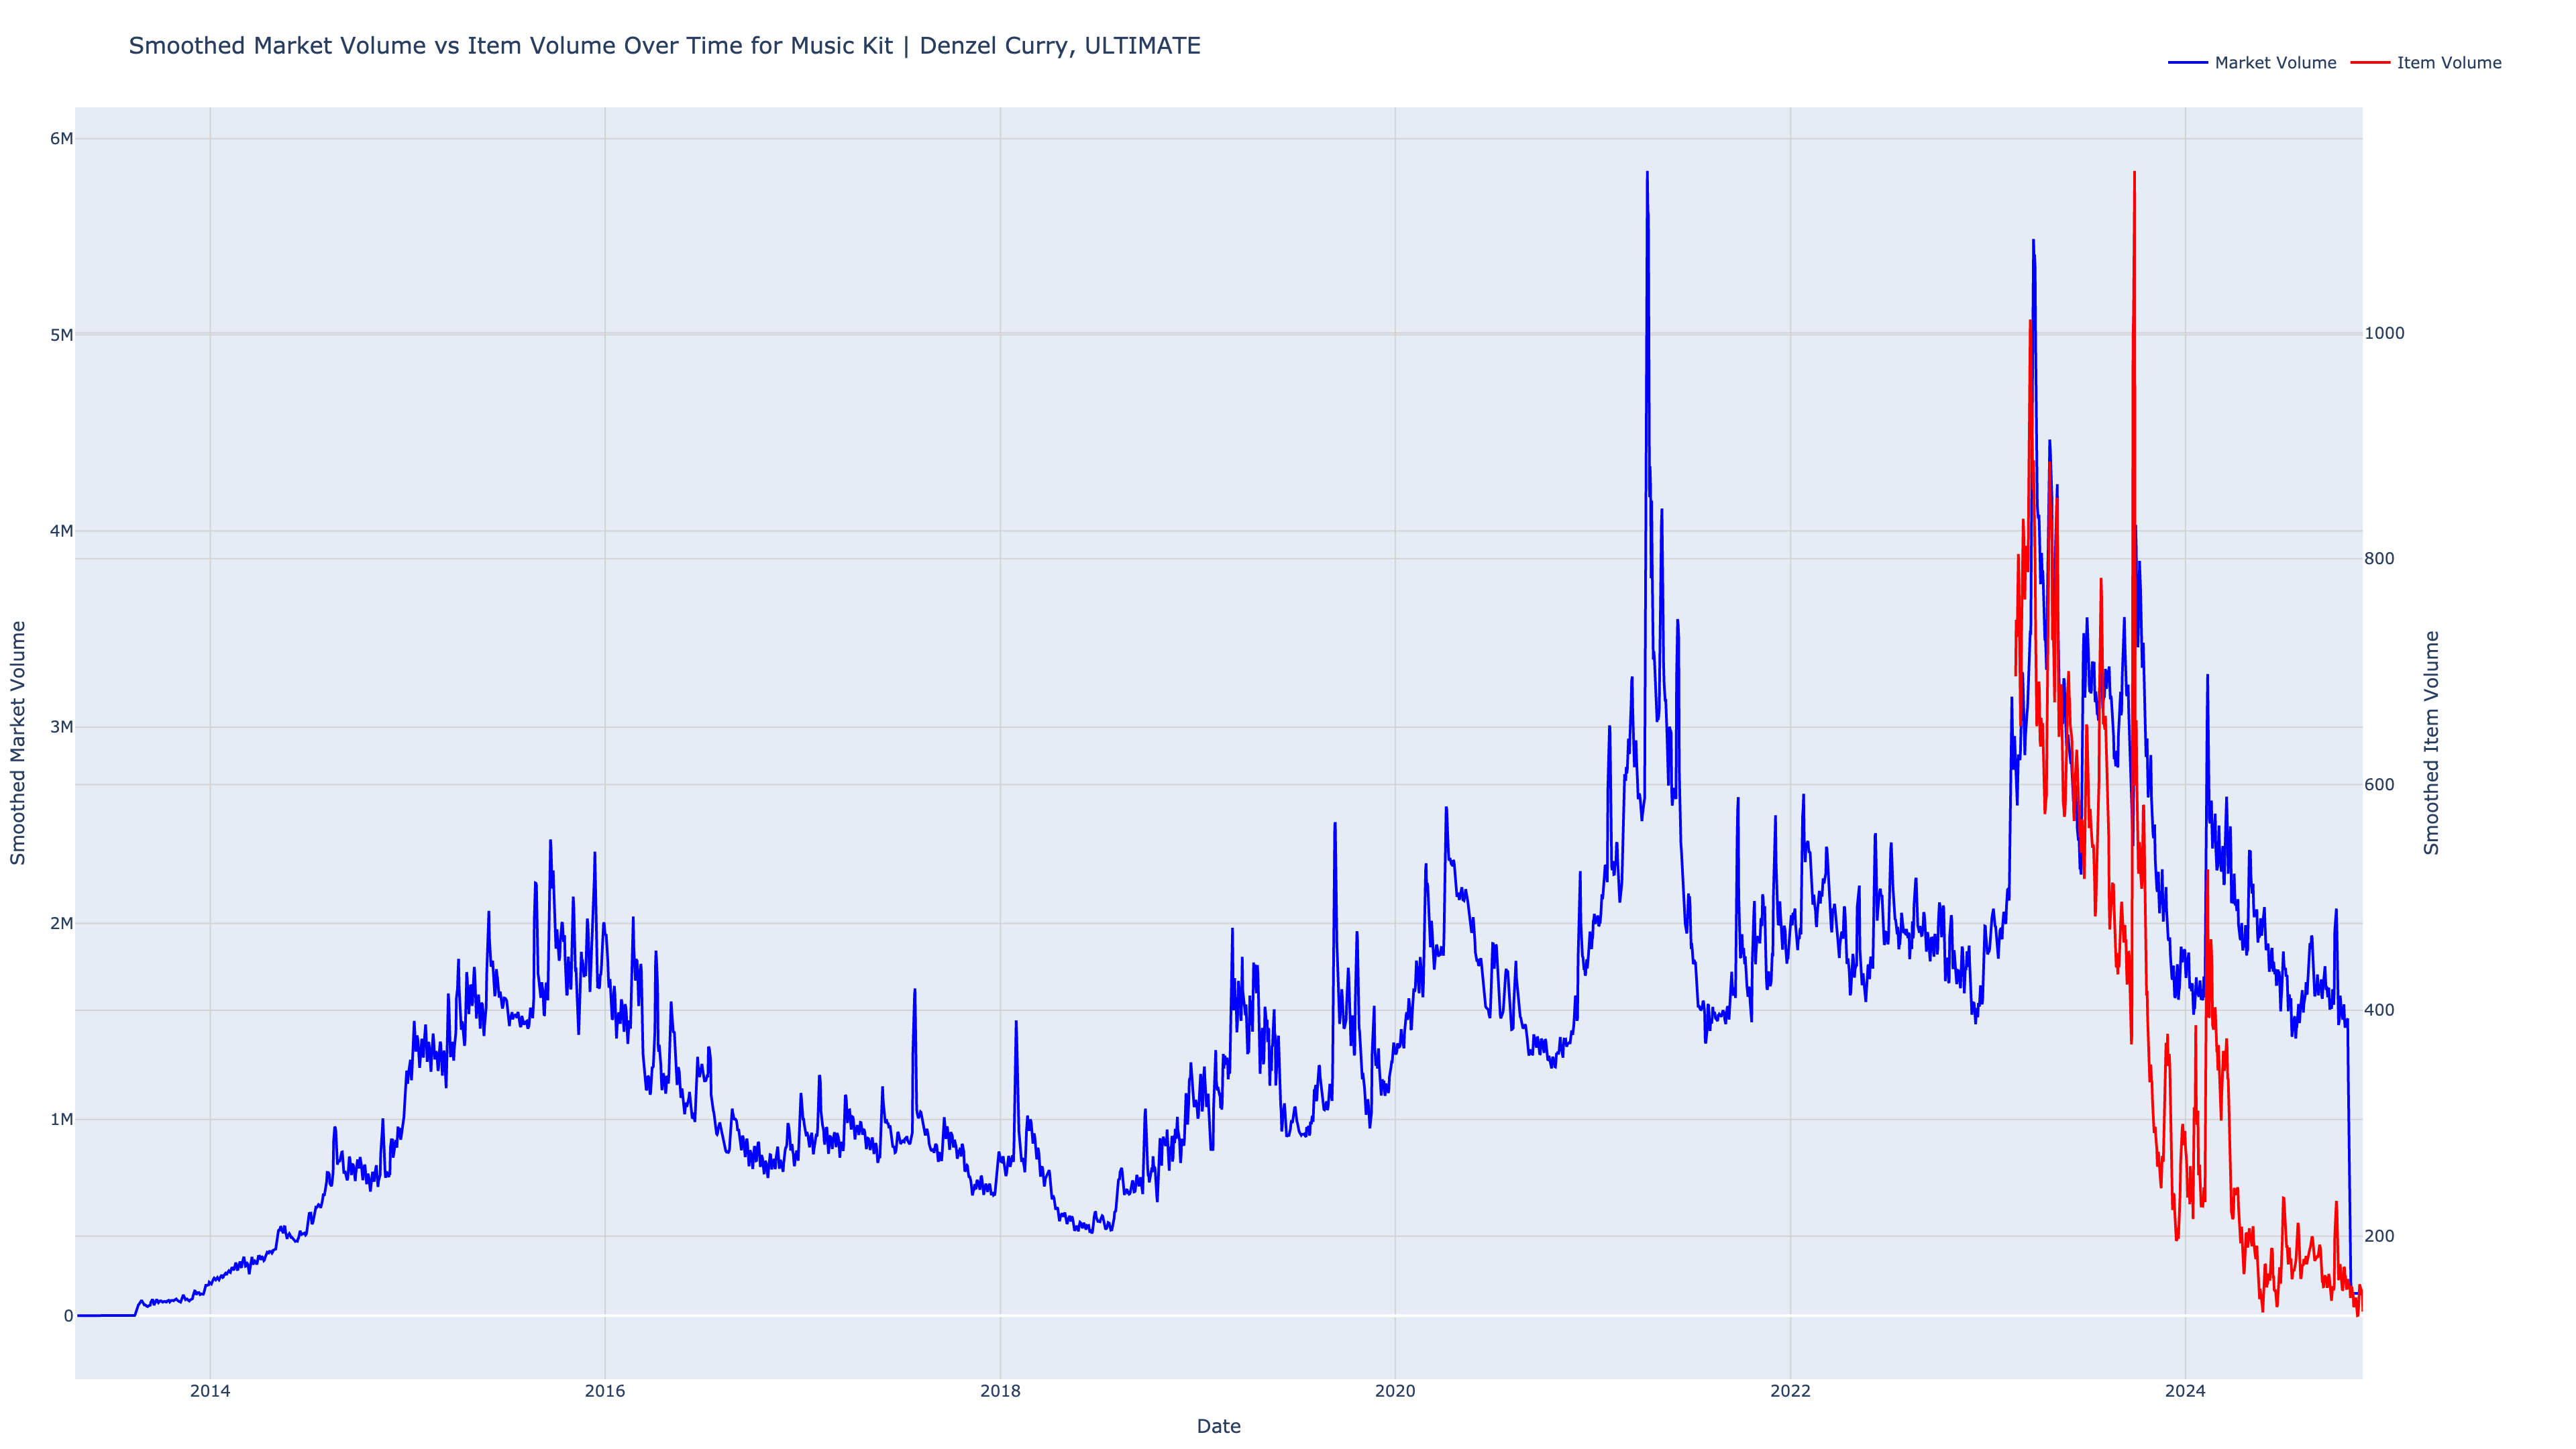 Smoothed Market Volume vs Item Volume Over Time for Music Kit | Denzel Curry, ULTIMATE
Market Volume
Item Volume
6M
5M
4M
3M
2M
1M
0
Smoothed Market Volume
1000
800
600
400
200
Smoothed Item Volume
2014
2016
2018
2020
2022
2024
Date